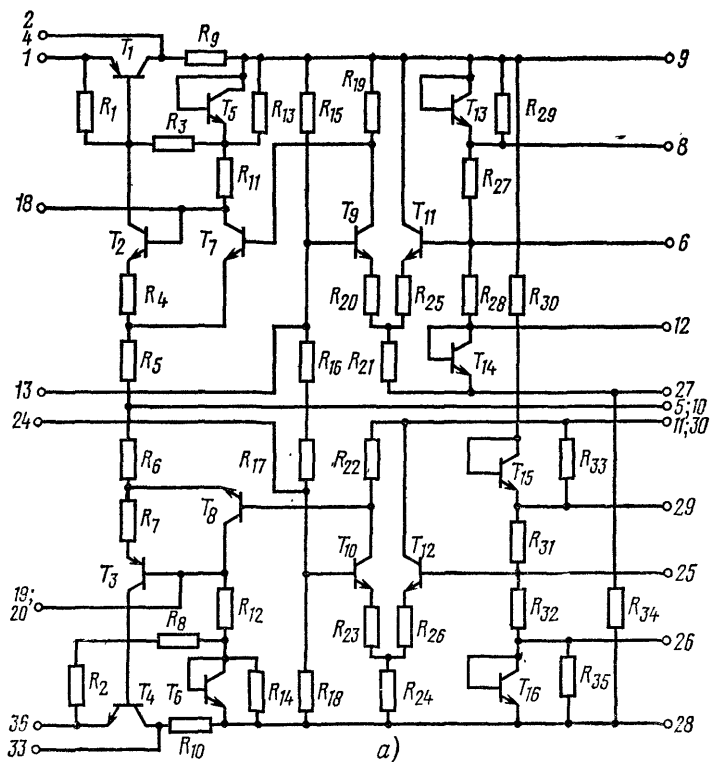 2
4
1
T1
R9
9
R1
R3
T5
R13
R15
R19
T13
R29
8
R11
R27
18
T2
T7
T9
T11
6
R4
R20
R25
R28
R30
12
R5
R16
R21
T14
13
27
5;10
24
11;30
R6
R17
R22
T15
R33
29
R7
T8
R31
T3
T10
T12
25
19;
20
R12
R32
R34
R8
R23
R26
26
R2
T4
T6
R14
R18
R24
T16
R35
36
R10
28
33
а)